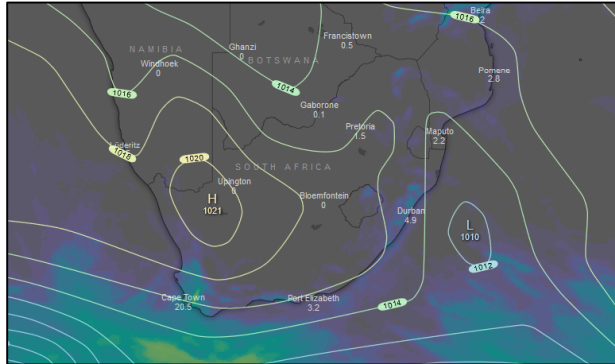 1016
Beira
2
Francistown
0.5
Ghanzi
0
NAMIBIA
BOTSWANA
Windhoek
0
Pomene
2.8
1014
1016
Gaborone
0.1
Pretoria
1.5
Maputo
2.2
Lüderitz
1018
1020
SOUTH AFRICA
Upington
0
H
1021
Bloemfontein
0
Durban
4.9
L
1010
1012
Cape Town
20.5
Port Elizabeth
3.2
1014